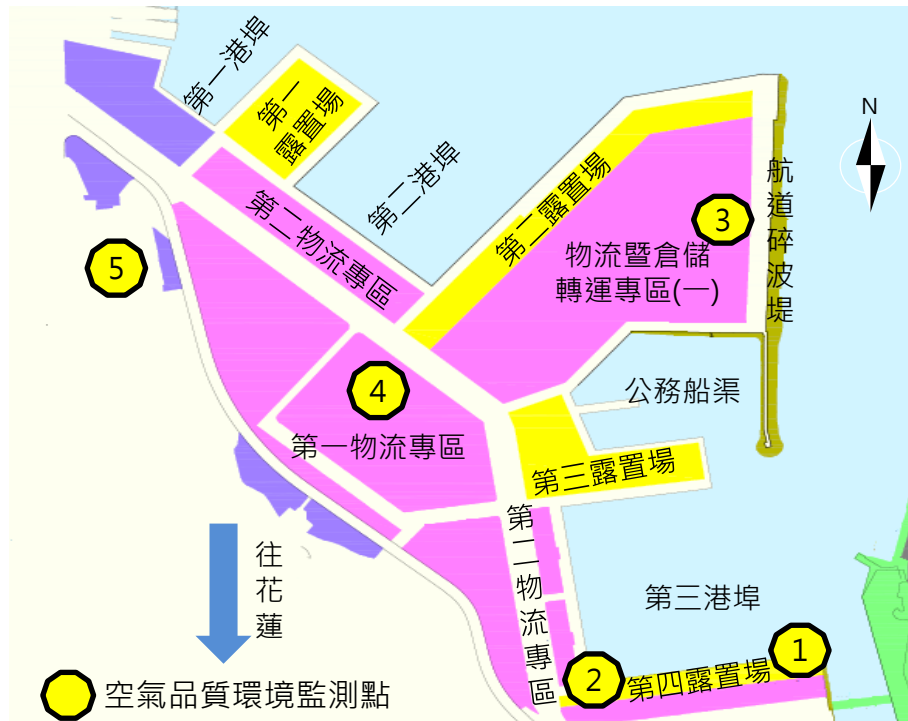 第一港埠
第一
露置場
第二港埠
N
航道碎波堤
第二物流專區
第二露置場
3
物流暨倉儲
轉運專區(一)
5
4
公務船渠
第一物流專區
第三露置場
第二物流專區
往花蓮
第三港埠
1
2
第四露置場
空氣品質環境監測點